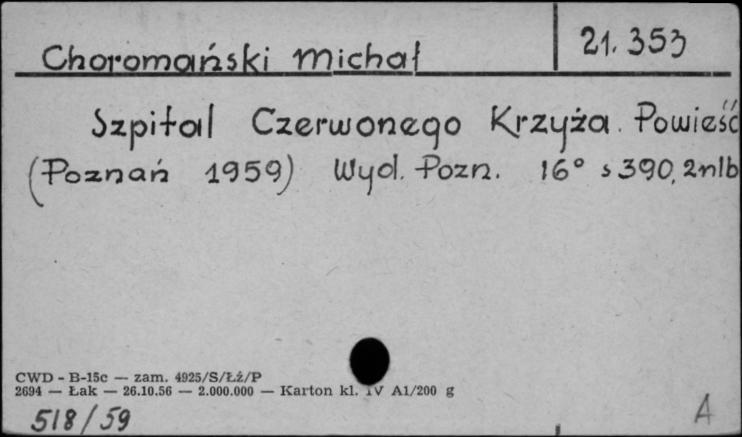 Choromański Michał 21.353
Szpital Czerwonego Krzyża. Powieść
(Poznań 1959) Wyd. Pozn. 16° s 390, 2nlb
CWD - B-15c — zam. 4925/S/Łż/P
2694 — Łak — 26.10.56 — 2.000.000 — Karton kl. IV A1/200 g
518/59 A